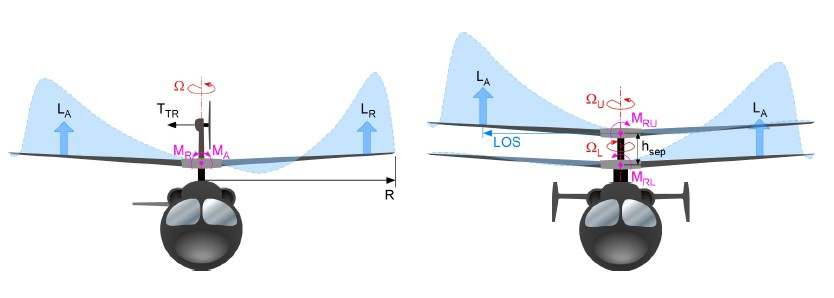 Ω
L_A
T_TR
L_R
M_R
M_A
R
L_A
L_A
Ω_U
M_RU
LOS
Ω_L
h_sep
M_RL